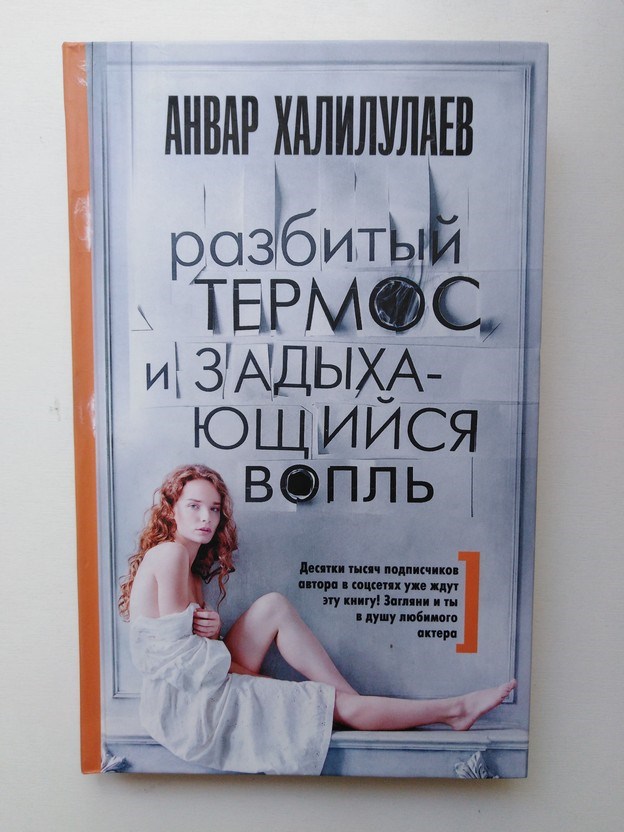 АНВАР ХАЛИЛУЛАЕВ
разбитый
ТЕРМОС
и ЗАДЫХА-
ЮЩИЙСЯ
ВОПЛЬ
Десятки тысяч подписчиков
автора в соцсетях уже ждут
эту книгу! Загляни и ты
в душу любимого
актера